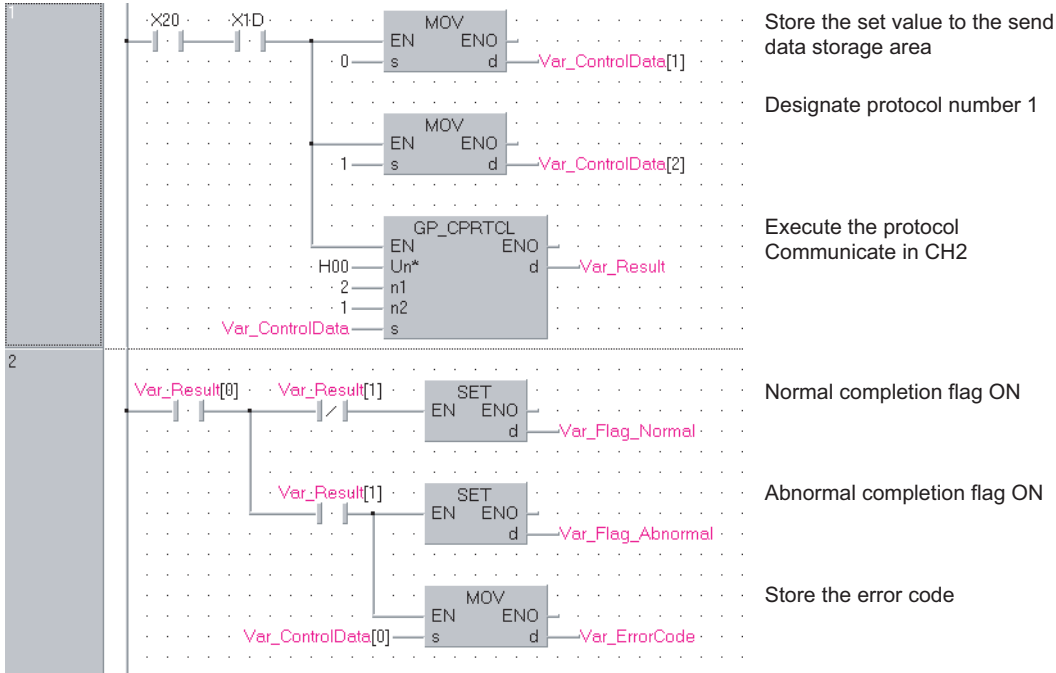 1
X20 X1D MOV
EN ENO
0 s d Var_ControlData[1]
Store the set value to the send
data storage area
MOV
EN ENO
1 s d Var_ControlData[2]
Designate protocol number 1
GP_CPRTCL
EN ENO
H00 Un* d Var_Result
2 n1
1 n2
Var_ControlData s
Execute the protocol
Communicate in CH2
2
Var_Result[0] Var_Result[1] SET
EN ENO
d Var_Flag_Normal
Normal completion flag ON
Var_Result[1] SET
EN ENO
d Var_Flag_Abnormal
Abnormal completion flag ON
MOV
EN ENO
Var_ControlData[0] s d Var_ErrorCode
Store the error code